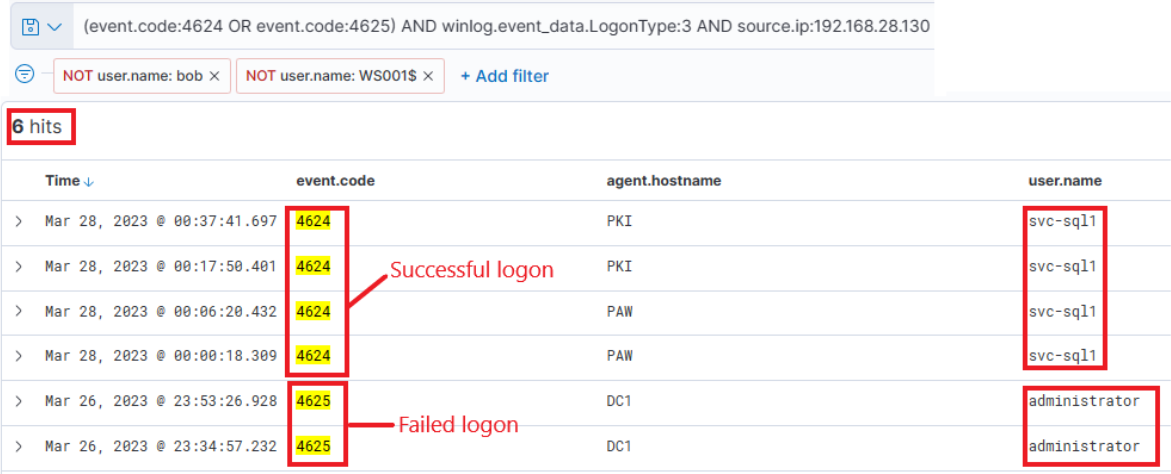 (event.code:4624 OR event.code:4625) AND winlog.event_data.LogonType:3 AND source.ip:192.168.28.130
NOT user.name: bob × NOT user.name: WS001$ × + Add filter
6 hits
Time event.code agent.hostname user.name
Mar 28, 2023 @ 00:37:41.697 4624 PKI svc-sql1
Mar 28, 2023 @ 00:17:50.401 4624 PKI svc-sql1
Successful logon
Mar 28, 2023 @ 00:06:20.432 4624 PAW svc-sql1
Mar 28, 2023 @ 00:00:18.309 4624 PAW svc-sql1
Mar 26, 2023 @ 23:53:26.928 4625 DC1 administrator
Failed logon
Mar 26, 2023 @ 23:34:57.232 4625 DC1 administrator